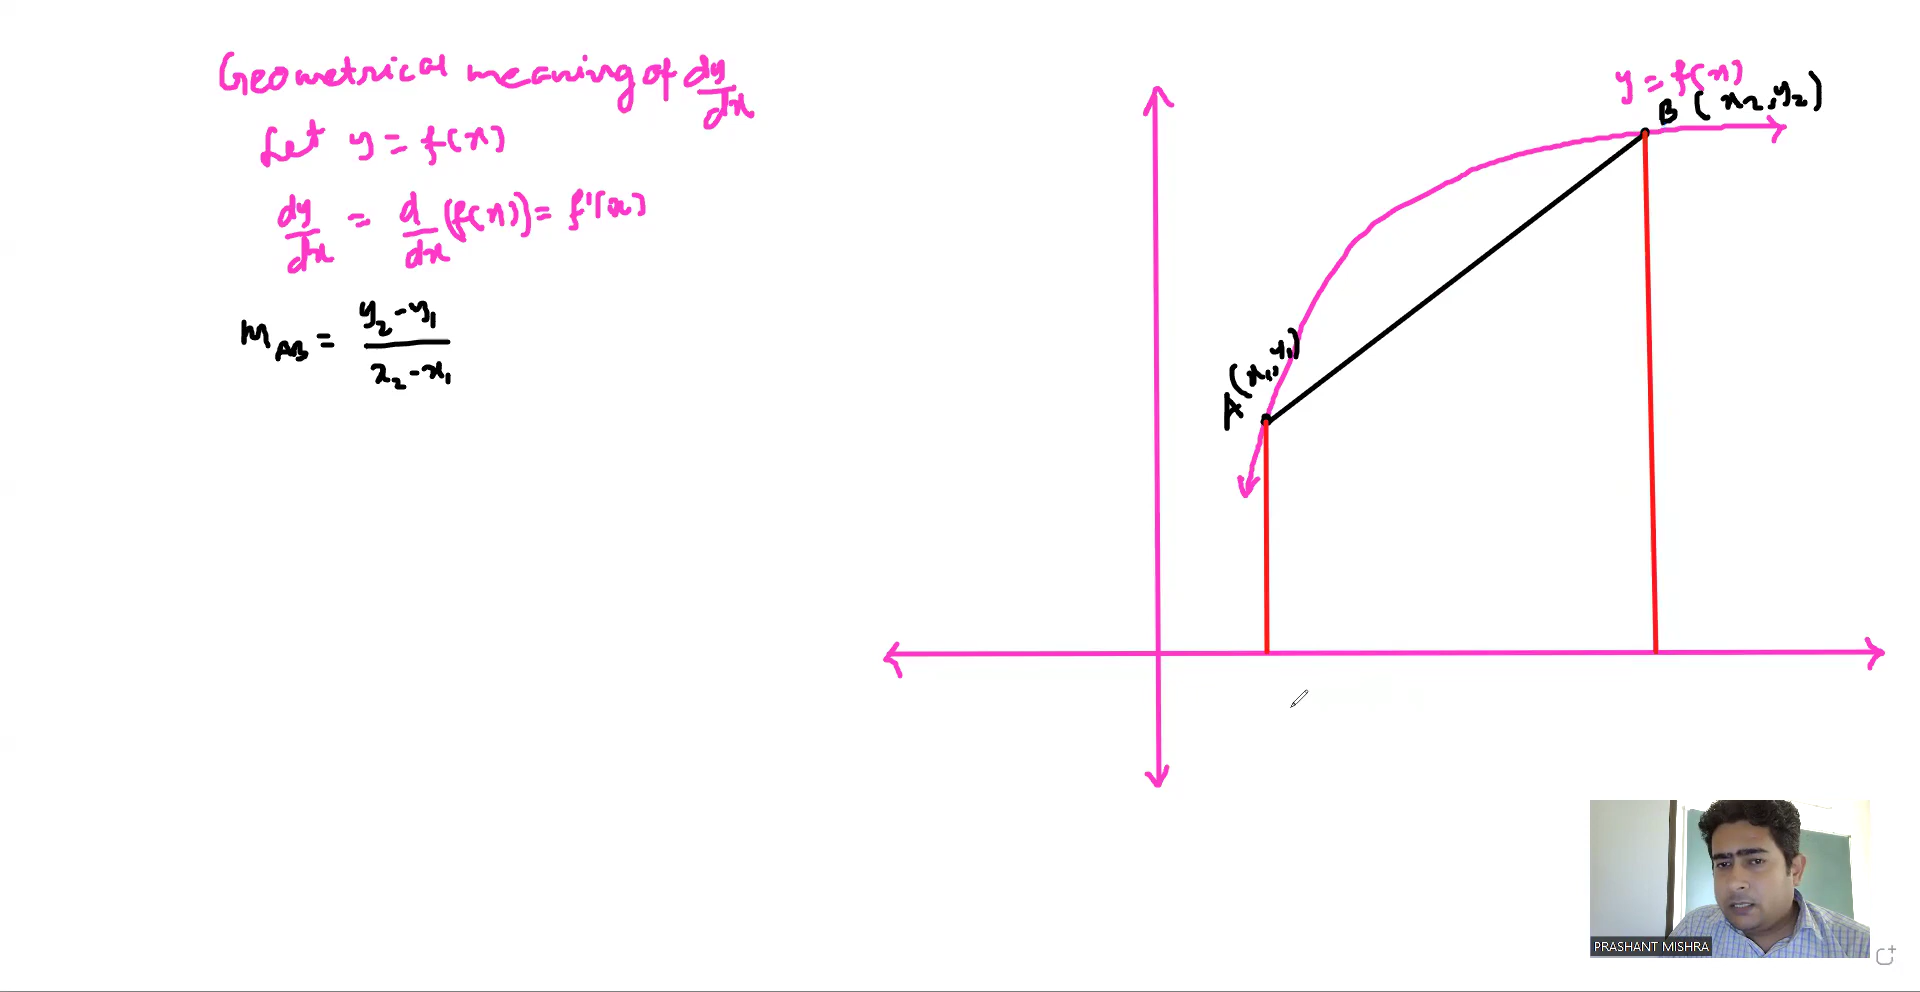 Geometrical meaning of dy/dx
Let y = f(x)
dy/dx = d/dx (f(x)) = f'(x)
M AB = y2 - y1 / x2 - x1
y = f(x)
B (x2, y2)
A (x1, y1)
PRASHANT MISHRA